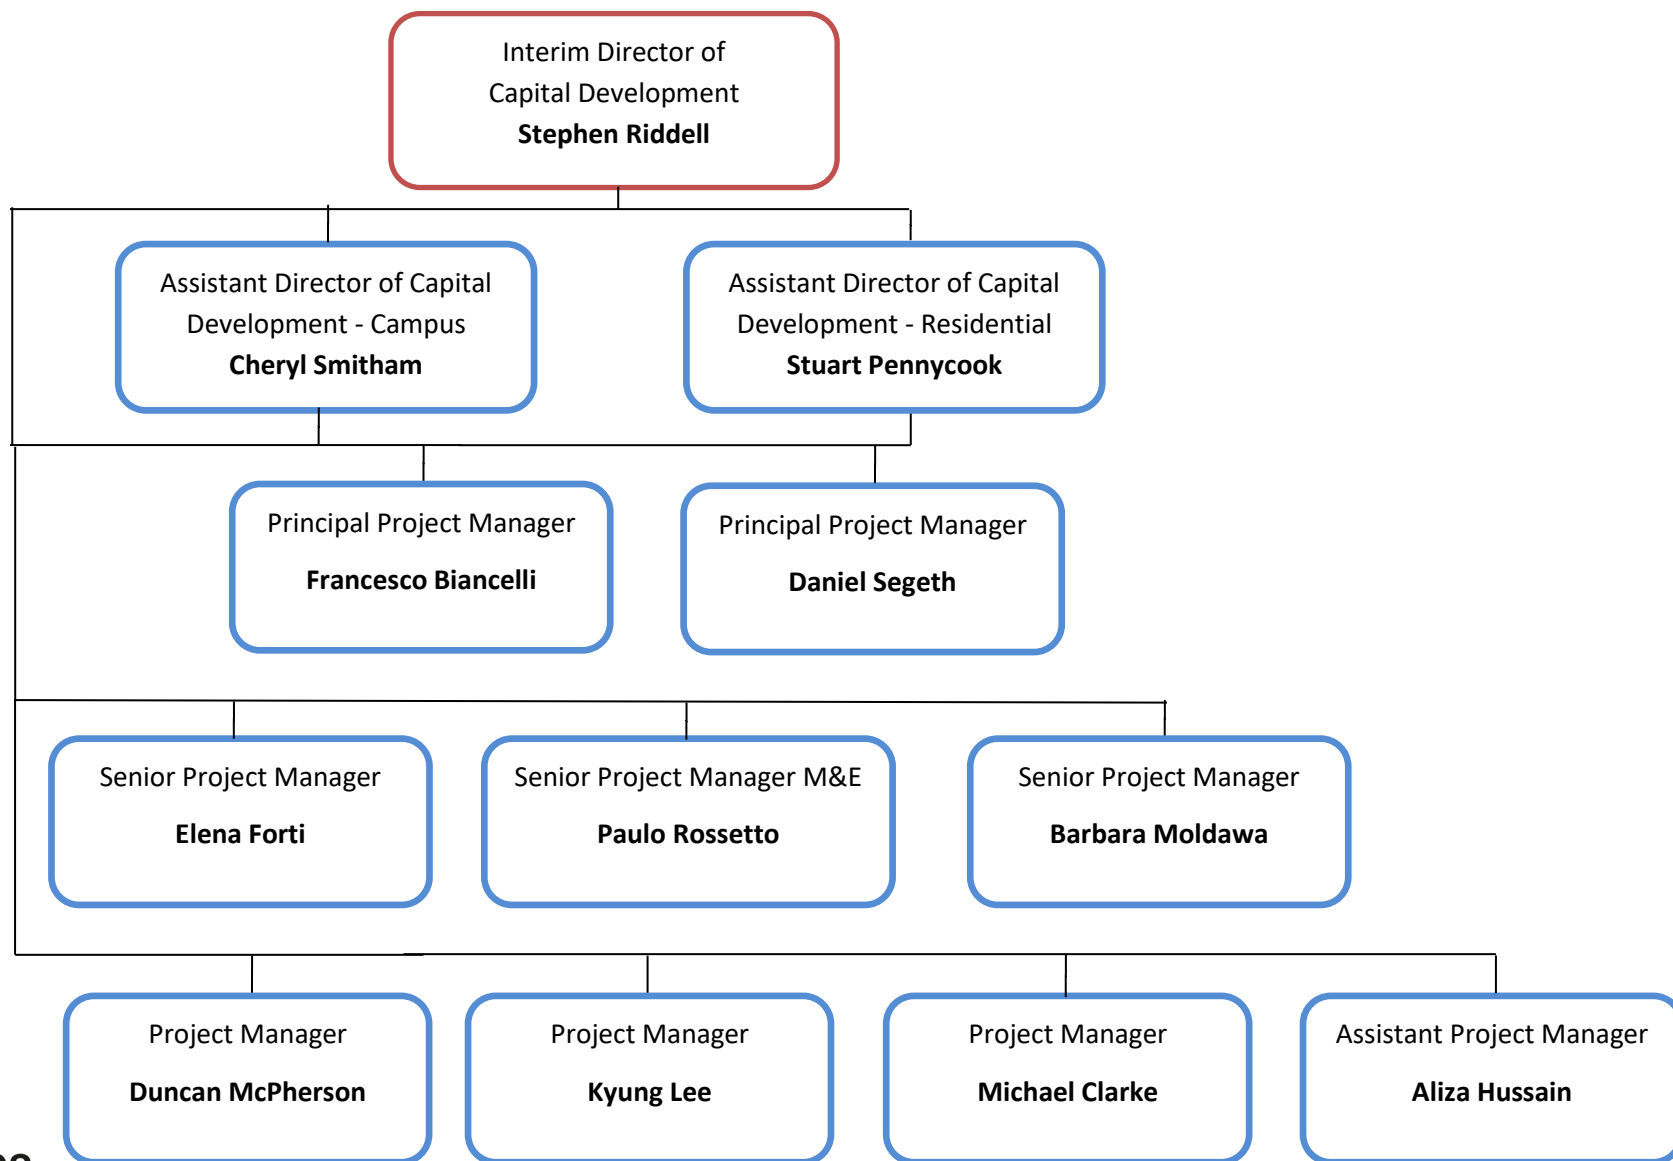 Interim Director of
Capital Development
Stephen Riddell
Assistant Director of Capital
Development - Campus
Cheryl Smitham
Assistant Director of Capital
Development - Residential
Stuart Pennycook
Principal Project Manager
Francesco Biancelli
Principal Project Manager
Daniel Segeth
Senior Project Manager
Elena Forti
Senior Project Manager M&E
Paulo Rossetto
Senior Project Manager
Barbara Moldawa
Project Manager
Duncan McPherson
Project Manager
Kyung Lee
Project Manager
Michael Clarke
Assistant Project Manager
Aliza Hussain